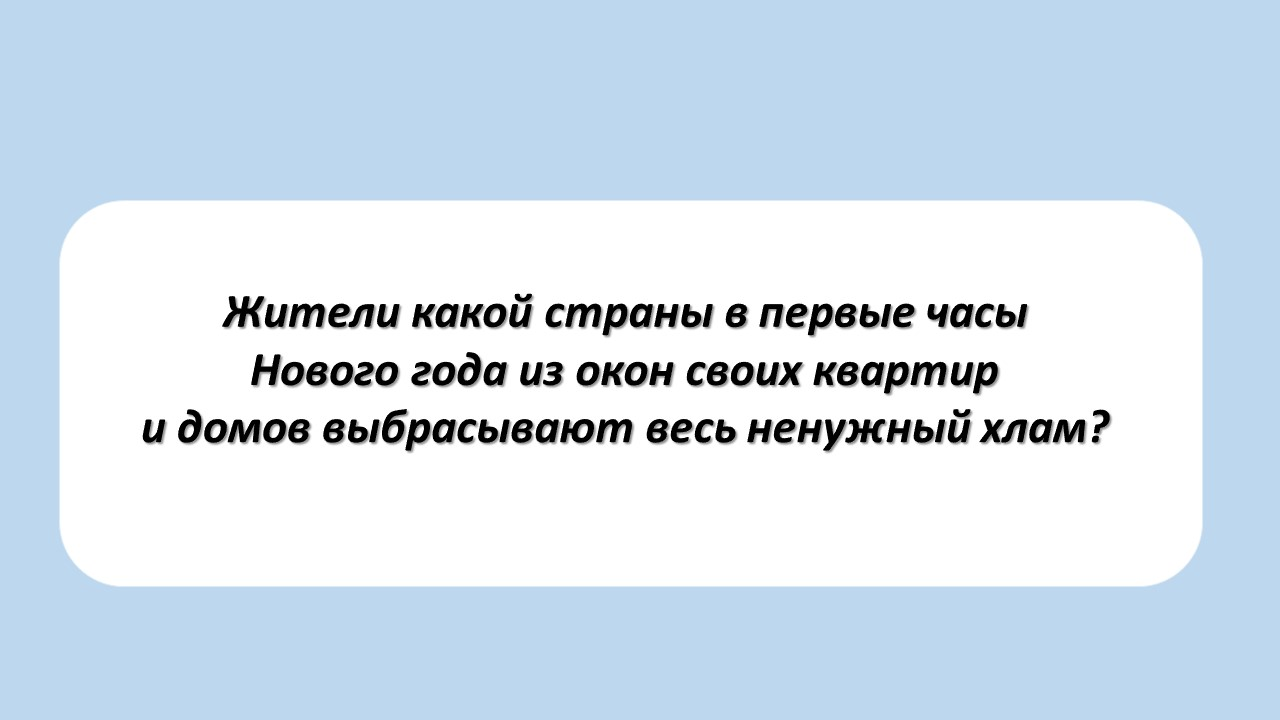 Жители какой страны в первые часы
Нового года из окон своих квартир
и домов выбрасывают весь ненужный хлам?